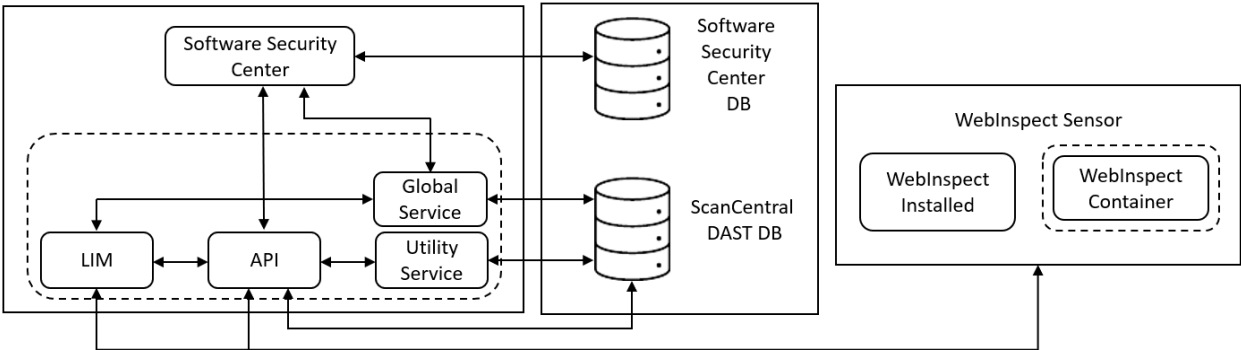 Software Security
Center
Global
Service
LIM
API
Utility
Service
Software
Security
Center
DB
ScanCentral
DAST DB
WebInspect Sensor
WebInspect
Installed
WebInspect
Container